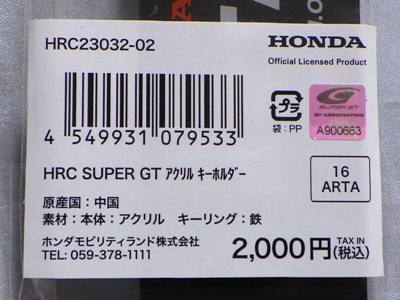 HRC23032-02
HONDA
Official Licensed Product
プラ
袋:PP
SUPER GT
GT ASSOCIATION
A900663
4 549931 079533
HRC SUPER GT ｱｸﾘﾙ ｷｰﾎﾙﾀﾞｰ
16
ARTA
原産国:中国
素材:本体:アクリル キーリング:鉄
ホンダモビリティランド株式会社
TEL: 059-378-1111
2,000円 TAX IN (税込)